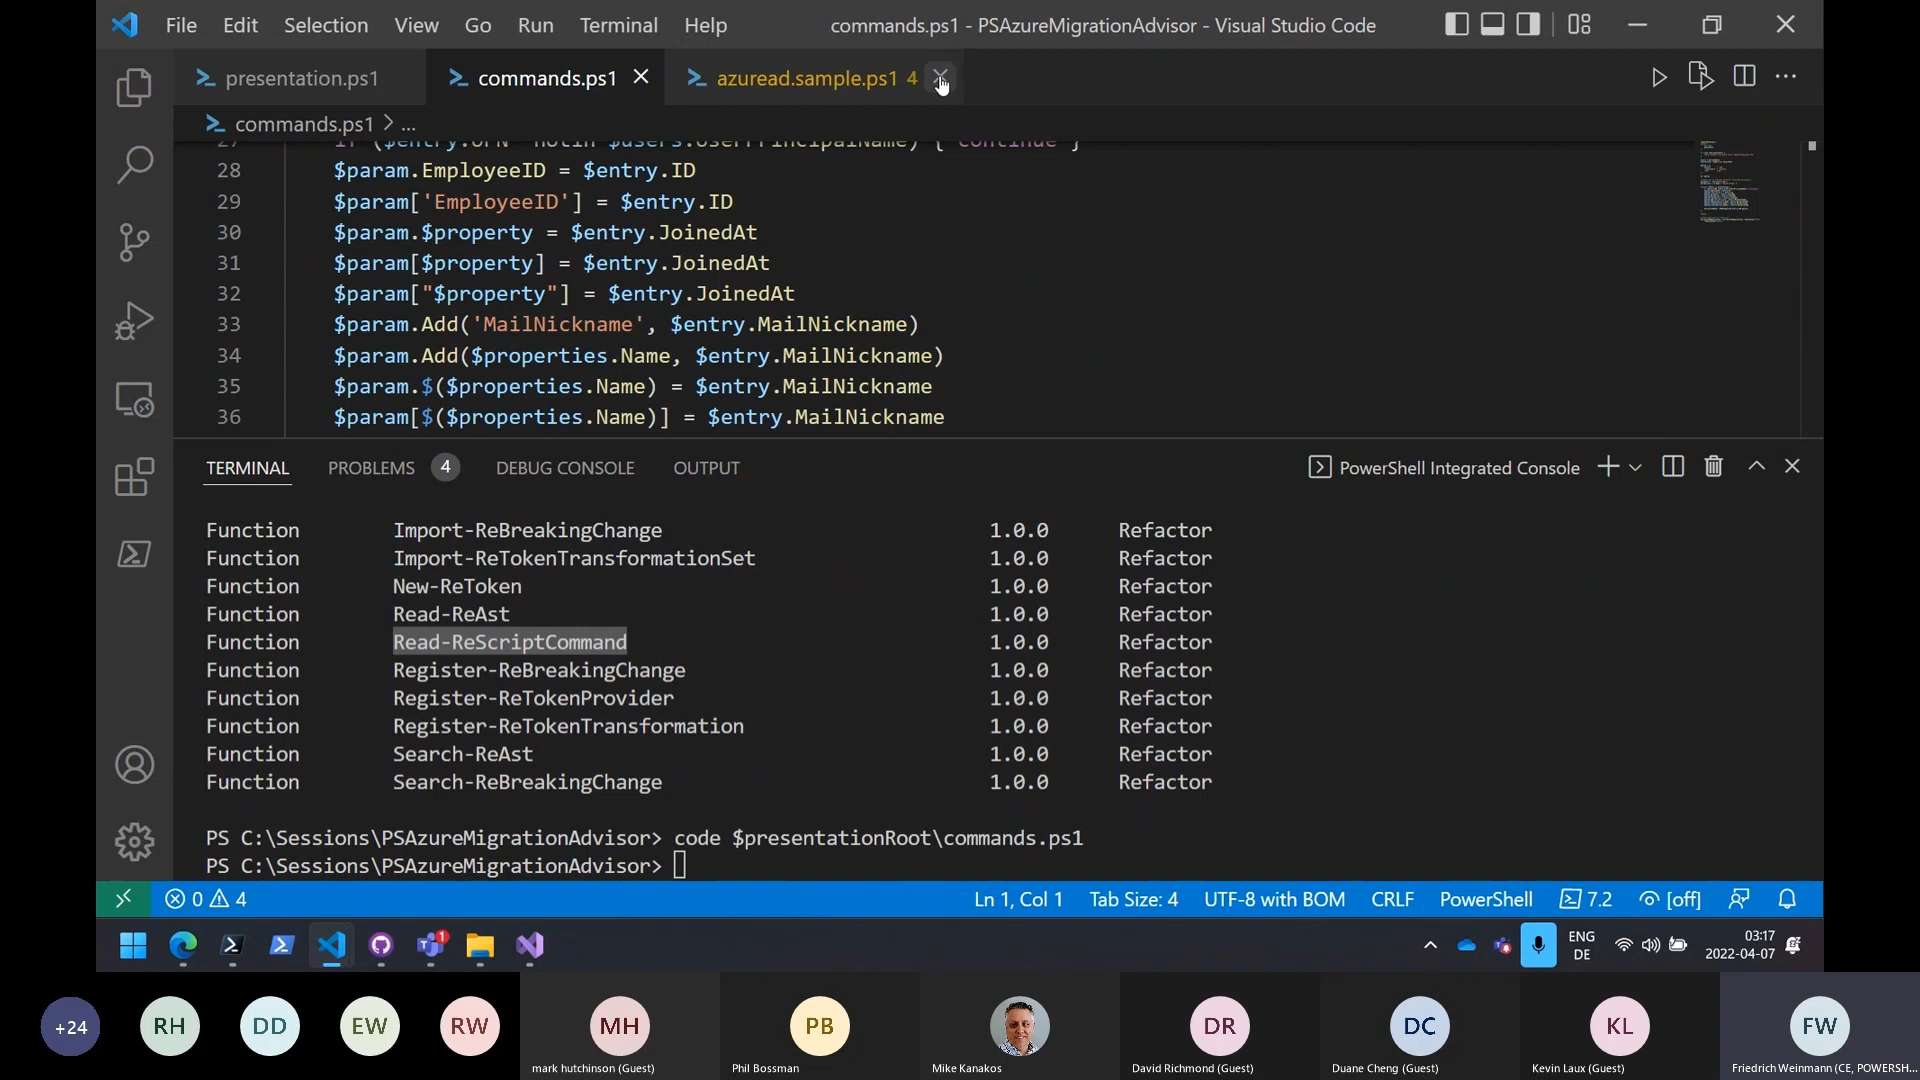 File Edit Selection View Go Run Terminal Help commands.ps1 - PSAzureMigrationAdvisor - Visual Studio Code
presentation.ps1 commands.ps1 azuread.sample.ps1 4
commands.ps1 > ...
28 $param.EmployeeID = $entry.ID
29 $param['EmployeeID'] = $entry.ID
30 $param.$property = $entry.JoinedAt
31 $param[$property] = $entry.JoinedAt
32 $param["$property"] = $entry.JoinedAt
33 $param.Add('MailNickname', $entry.MailNickname)
34 $param.Add($properties.Name, $entry.MailNickname)
35 $param.$($properties.Name) = $entry.MailNickname
36 $param[$($properties.Name)] = $entry.MailNickname
TERMINAL PROBLEMS 4 DEBUG CONSOLE OUTPUT PowerShell Integrated Console
Function Import-ReBreakingChange 1.0.0 Refactor
Function Import-ReTokenTransformationSet 1.0.0 Refactor
Function New-ReToken 1.0.0 Refactor
Function Read-ReAst 1.0.0 Refactor
Function Read-ReScriptCommand 1.0.0 Refactor
Function Register-ReBreakingChange 1.0.0 Refactor
Function Register-ReTokenProvider 1.0.0 Refactor
Function Register-ReTokenTransformation 1.0.0 Refactor
Function Search-ReAst 1.0.0 Refactor
Function Search-ReBreakingChange 1.0.0 Refactor
PS C:\Sessions\PSAzureMigrationAdvisor> code $presentationRoot\commands.ps1
PS C:\Sessions\PSAzureMigrationAdvisor>
0 4 Ln 1, Col 1 Tab Size: 4 UTF-8 with BOM CRLF PowerShell 7.2 [off]
1 ENG 03:17
DE 2022-04-07
+24 RH DD EW RW MH PB DR DC KL FW
mark hutchinson (Guest) Phil Bossman Mike Kanakos David Richmond (Guest) Duane Cheng (Guest) Kevin Laux (Guest) Friedrich Weinmann (CE, POWERSH...